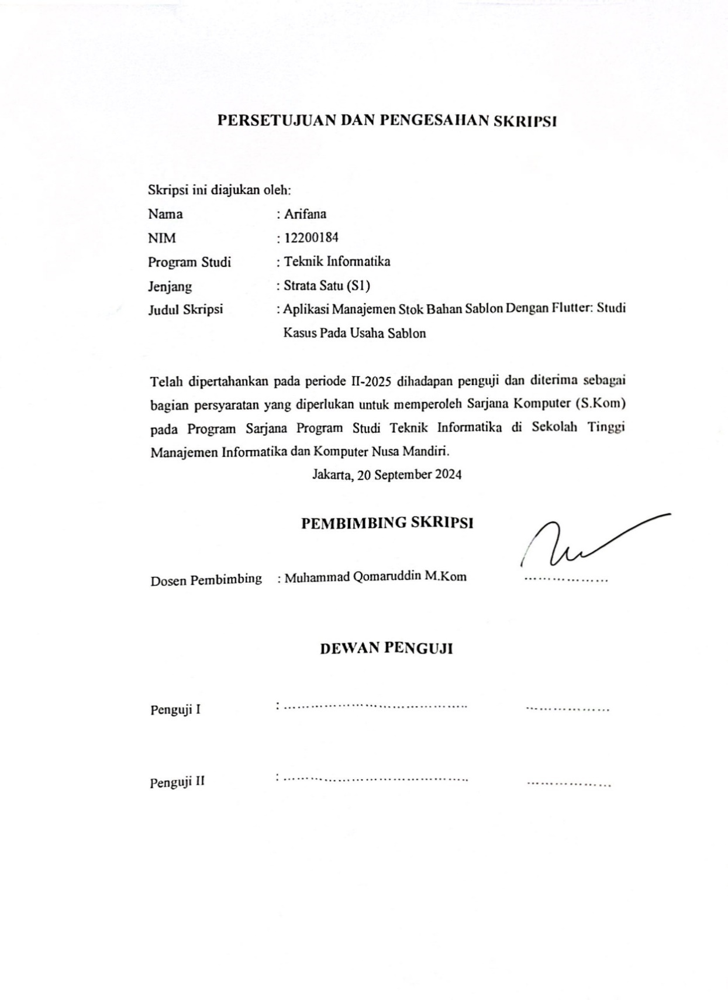 PERSETUJUAN DAN PENGESAHAN SKRIPSI
Skripsi ini diajukan oleh:
Nama : Arifana
NIM : 12200184
Program Studi : Teknik Informatika
Jenjang : Strata Satu (S1)
Judul Skripsi : Aplikasi Manajemen Stok Bahan Sablon Dengan Flutter: Studi
Kasus Pada Usaha Sablon
Telah dipertahankan pada periode II-2025 dihadapan penguji dan diterima sebagai
bagian persyaratan yang diperlukan untuk memperoleh Sarjana Komputer (S.Kom)
pada Program Sarjana Program Studi Teknik Informatika di Sekolah Tinggi
Manajemen Informatika dan Komputer Nusa Mandiri.
Jakarta, 20 September 2024
PEMBIMBING SKRIPSI
Dosen Pembimbing : Muhammad Qomaruddin M.Kom ..................
DEWAN PENGUJI
Penguji I : ........................................ ..................
Penguji II : ........................................ ..................